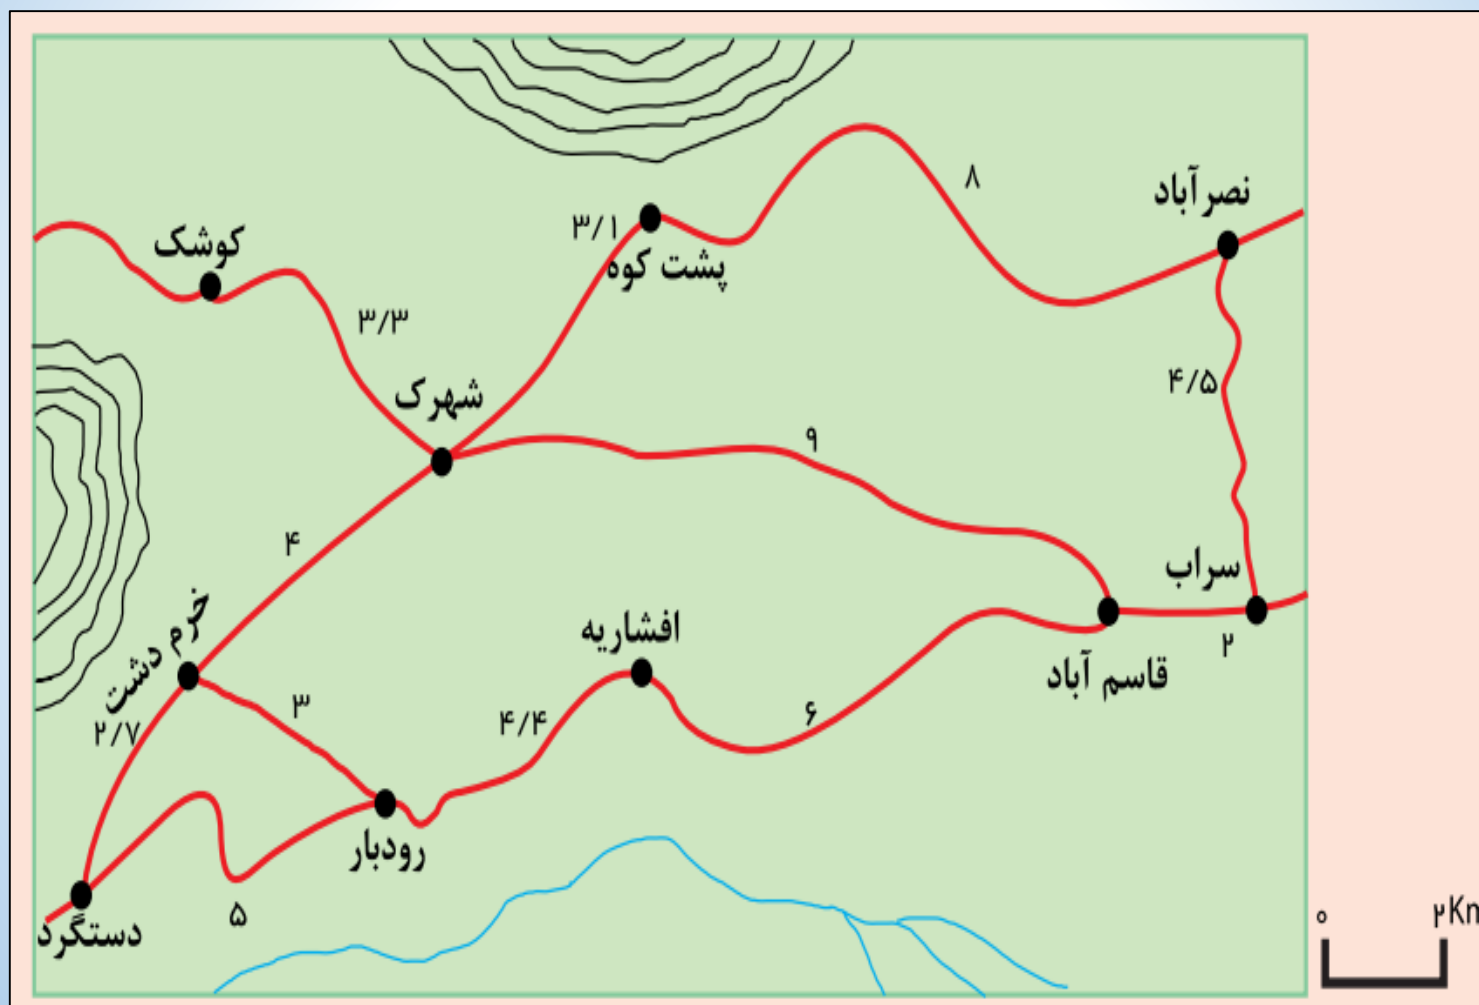 ۸
نصرآباد
۳/۱
کوشک
پشت کوه
۳/۳
۴/۵
شهرک
۹
۴
سراب
خرم دشت
افشاریه
۲
قاسم آباد
۳
۶
۴/۴
۲/۷
رودبار
۵
دستگرد
۰ ۲Km